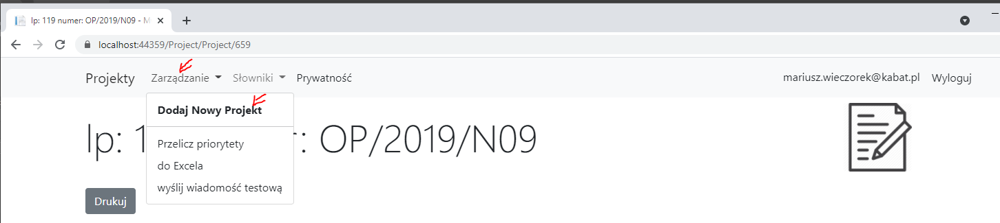 lp: 119 numer: OP/2019/N09 - M
localhost:44359/Project/Project/659
Projekty Zarządzanie Słowniki Prywatność mariusz.wieczorek@kabat.pl Wyloguj
Dodaj Nowy Projekt
lp: 1 r: OP/2019/N09
Przelicz priorytety
do Excela
wyślij wiadomość testową
Drukuj